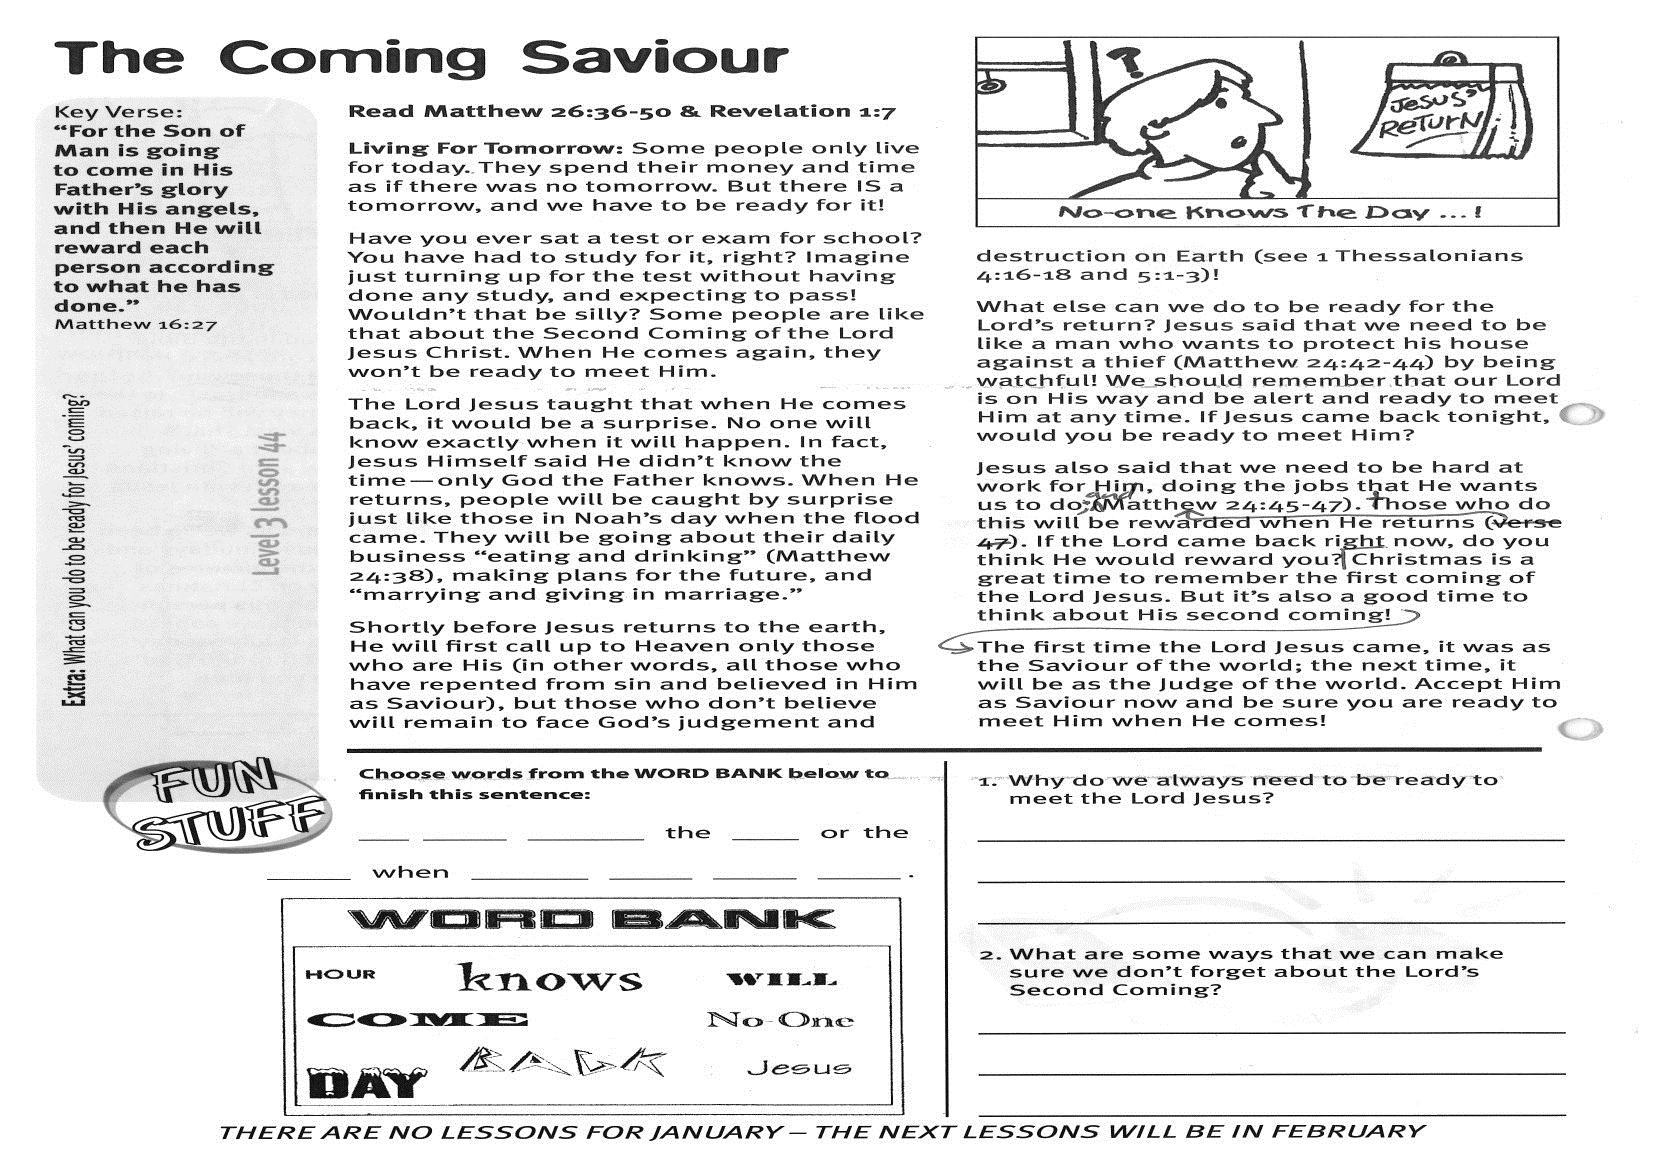 The Coming Saviour
Key Verse:
“For the Son of
Man is going
to come in His
Father’s glory
with His angels,
and then He will
reward each
person according
to what he has
done.”
Matthew 16:27
Extra: What can you do to be ready for Jesus’ coming?
Level 3 lesson 44
Read Matthew 26:36-50 & Revelation 1:7
Living For Tomorrow: Some people only live
for today. They spend their money and time
as if there was no tomorrow. But there IS a
tomorrow, and we have to be ready for it!
Have you ever sat a test or exam for school?
You have had to study for it, right? Imagine
just turning up for the test without having
done any study, and expecting to pass!
Wouldn’t that be silly? Some people are like
that about the Second Coming of the Lord
Jesus Christ. When He comes again, they
won’t be ready to meet Him.
The Lord Jesus taught that when He comes
back, it would be a surprise. No one will
know exactly when it will happen. In fact,
Jesus Himself said He didn’t know the
time—only God the Father knows. When He
returns, people will be caught by surprise
just like those in Noah’s day when the flood
came. They will be going about their daily
business “eating and drinking” (Matthew
24:38), making plans for the future, and
“marrying and giving in marriage.”
Shortly before Jesus returns to the earth,
He will first call up to Heaven only those
who are His (in other words, all those who
have repented from sin and believed in Him
as Saviour), but those who don’t believe
will remain to face God’s judgement and
?
JESUS’
RETURN
No-one Knows The Day ...!
destruction on Earth (see 1 Thessalonians
4:16-18 and 5:1-3)!
What else can we do to be ready for the
Lord’s return? Jesus said that we need to be
like a man who wants to protect his house
against a thief (Matthew 24:42-44) by being
watchful! We should remember that our Lord
is on His way and be alert and ready to meet
Him at any time. If Jesus came back tonight,
would you be ready to meet Him?
Jesus also said that we need to be hard at
work for Him, doing the jobs that He wants
and
us to do (Matthew 24:45-47). Those who do
this will be rewarded when He returns (verse
47). If the Lord came back right now, do you
think He would reward you? Christmas is a
great time to remember the first coming of
the Lord Jesus. But it’s also a good time to
think about His second coming!
The first time the Lord Jesus came, it was as
the Saviour of the world; the next time, it
will be as the Judge of the world. Accept Him
as Saviour now and be sure you are ready to
meet Him when He comes!
FUN
STUFF
Choose words from the WORD BANK below to
finish this sentence:
___ ______ ________ the _____ or the
______ when ________ ______ ______ ______ .
WORD BANK
HOUR knows WILL
COME No-One
DAY BACK Jesus
1. Why do we always need to be ready to
meet the Lord Jesus?
2. What are some ways that we can make
sure we don’t forget about the Lord’s
Second Coming?
THERE ARE NO LESSONS FOR JANUARY – THE NEXT LESSONS WILL BE IN FEBRUARY